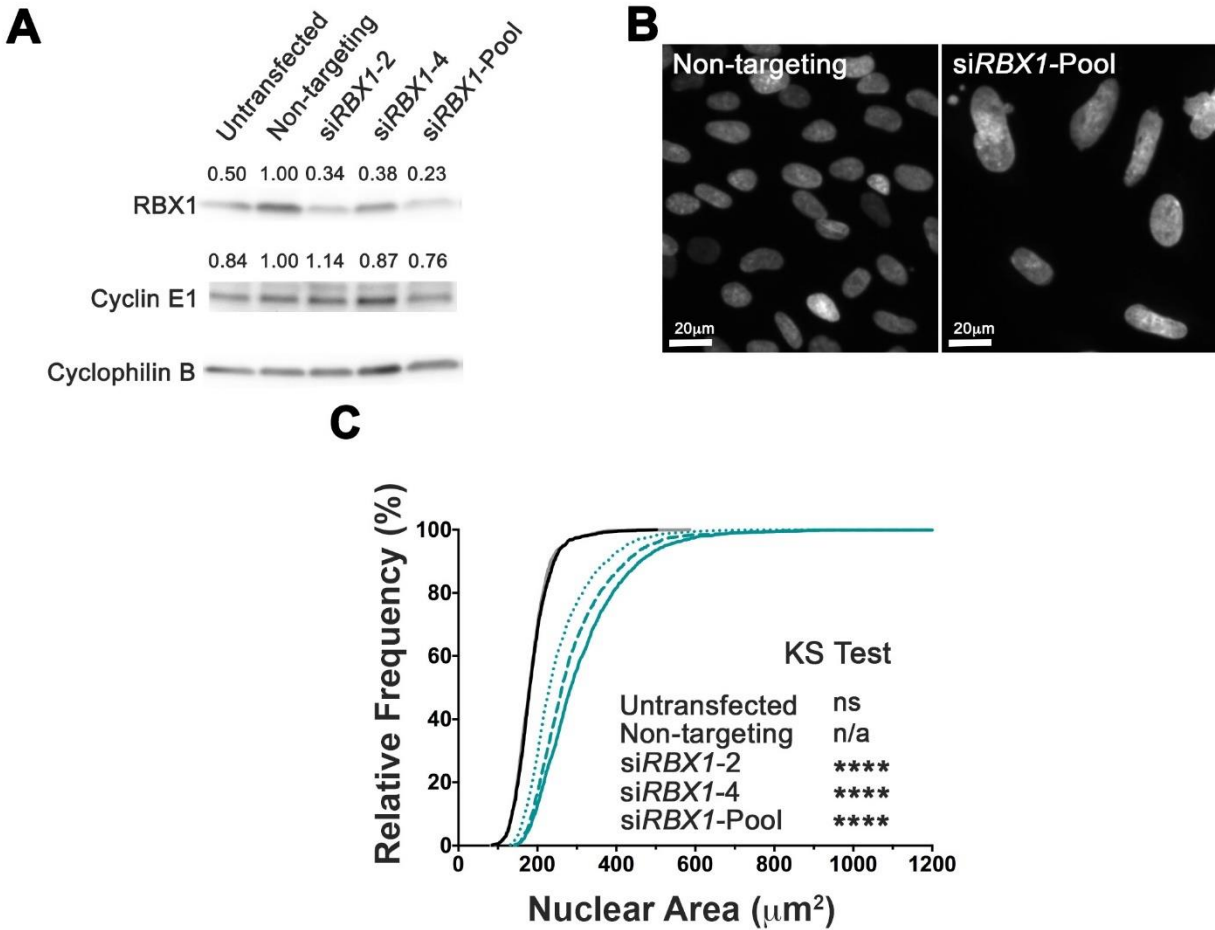 A
Untransfected
Non-targeting
siRBX1-2
siRBX1-4
siRBX1-Pool
0.50 1.00 0.34 0.38 0.23
RBX1
0.84 1.00 1.14 0.87 0.76
Cyclin E1
Cyclophilin B
B
Non-targeting
20μm
siRBX1-Pool
20μm
C
Relative Frequency (%)
100
80
60
40
20
0
0 200 400 600 800 1000 1200
Nuclear Area (μm²)
KS Test
Untransfected ns
Non-targeting n/a
siRBX1-2 ****
siRBX1-4 ****
siRBX1-Pool ****